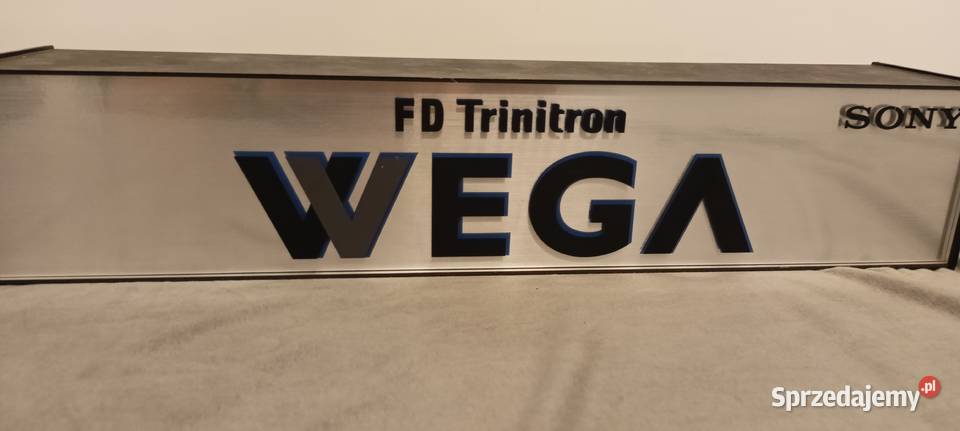 FD Trinitron
SONY
WEGA
Sprzedajemy.pl